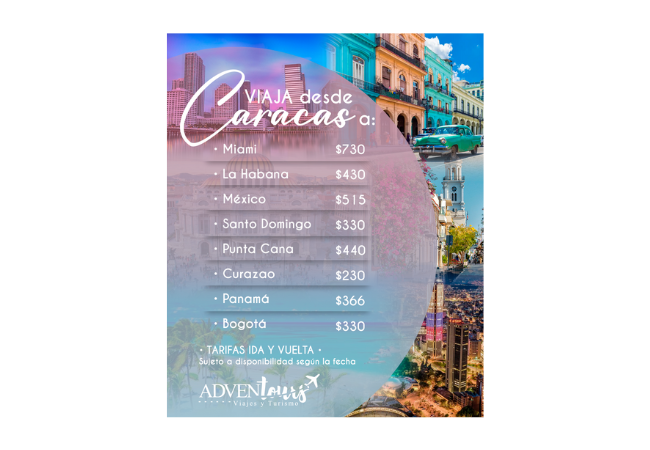 VIAJA desde
Caracas a:
• Miami $730
• La Habana $430
• México $515
• Santo Domingo $330
• Punta Cana $440
• Curazao $230
• Panamá $366
• Bogotá $330
• TARIFAS IDA Y VUELTA •
Sujeto a disponibilidad según la fecha
ADVENtours
Viajes y Turismo